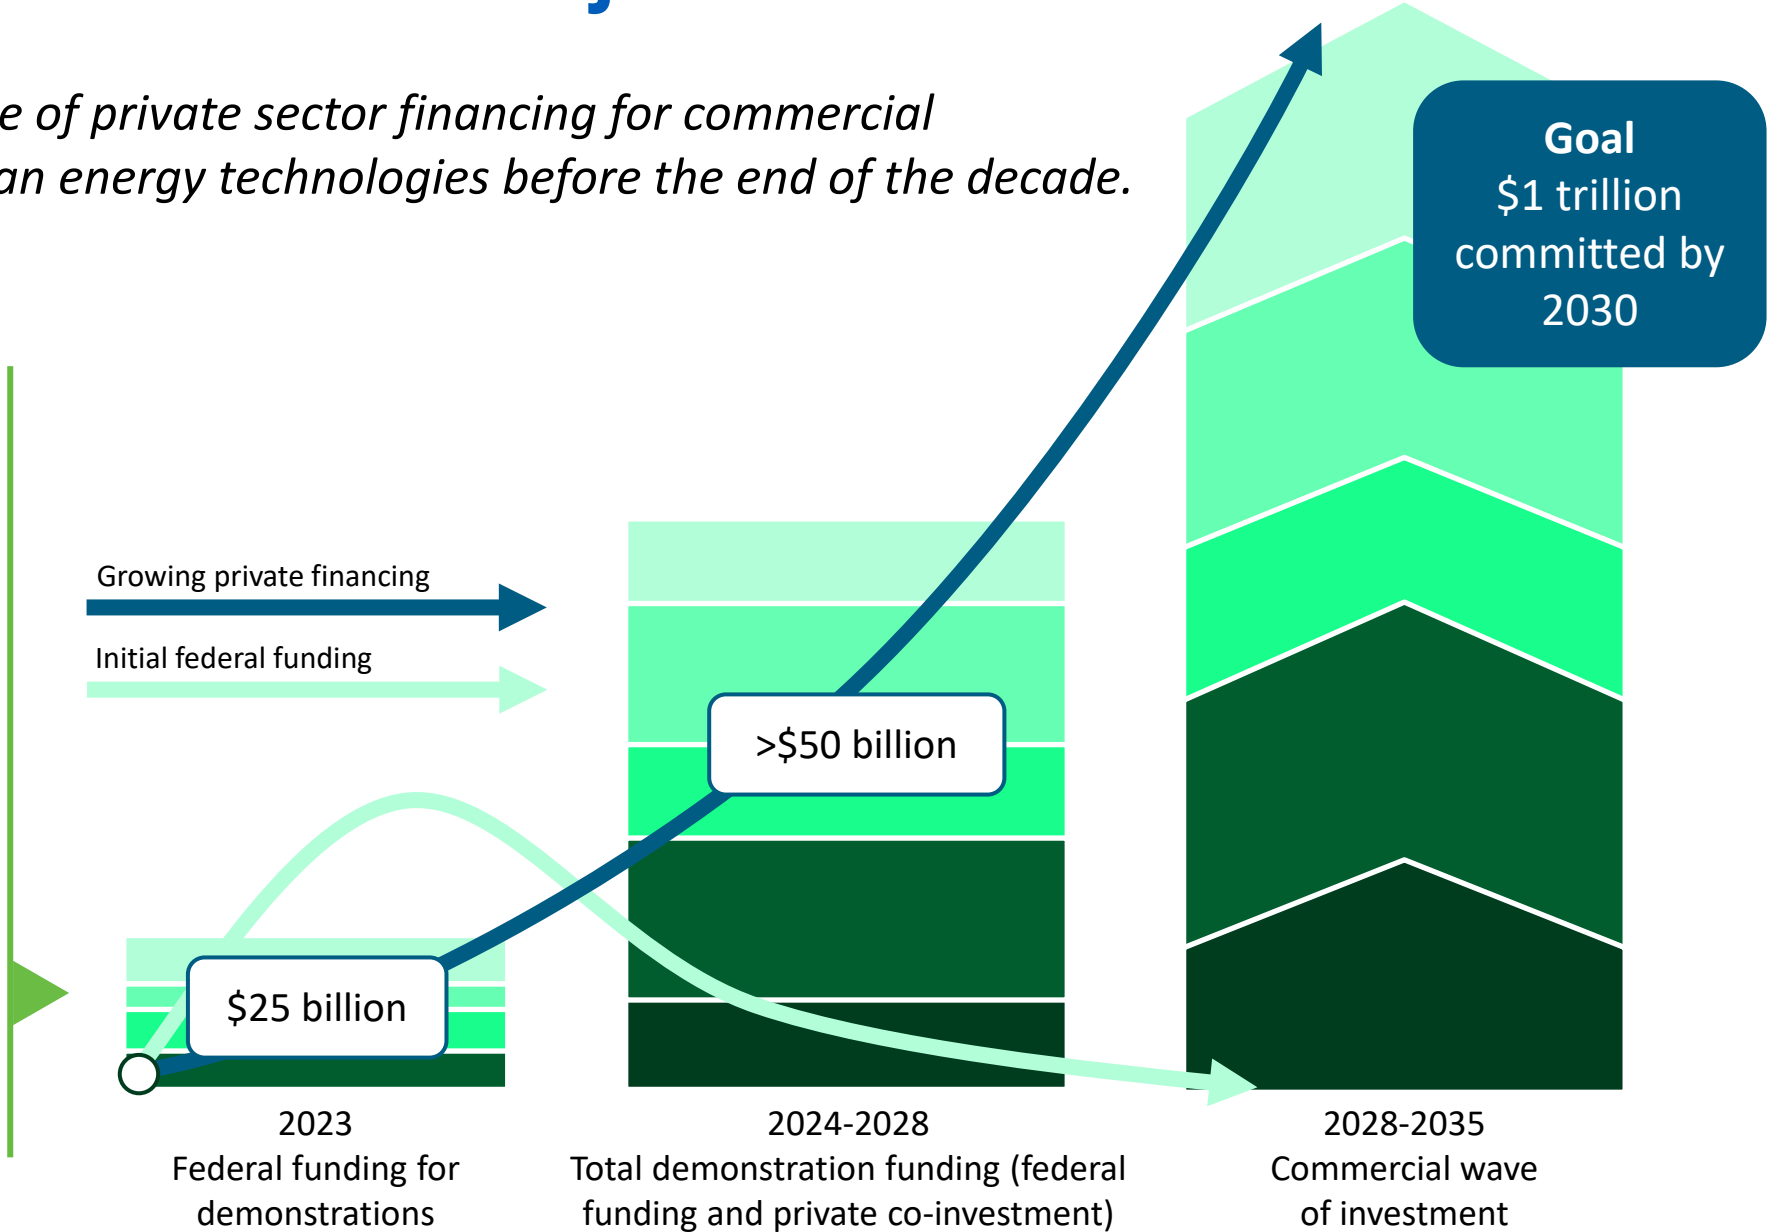 of private sector financing for commercial
energy technologies before the end of the decade.
Goal
$1 trillion
committed by
2030
Growing private financing
Initial federal funding
>$50 billion
$25 billion
2023
Federal funding for
demonstrations
2024-2028
Total demonstration funding (federal
funding and private co-investment)
2028-2035
Commercial wave
of investment